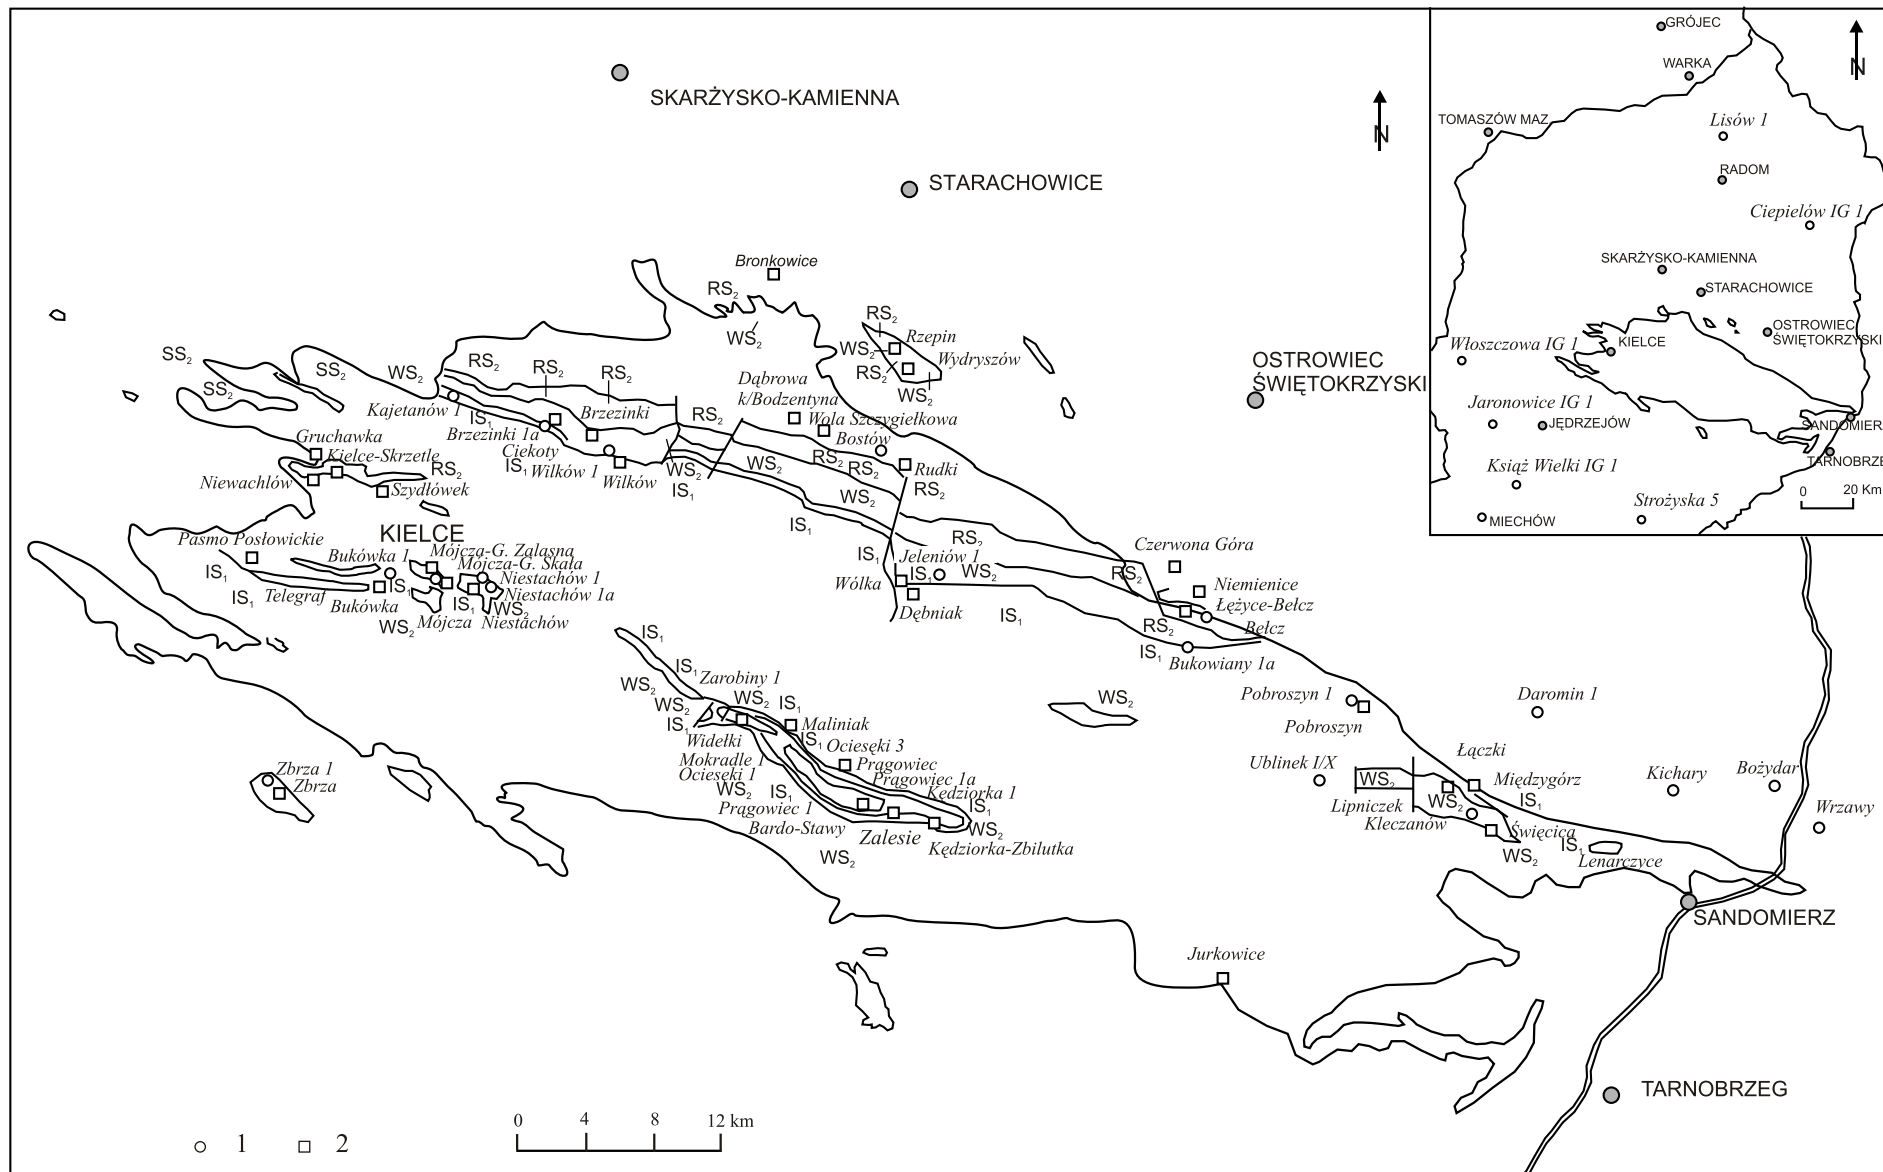 SKARŻYSKO-KAMIENNA
N
STARACHOWICE
Bronkowice
RS2
WS2
RS2
Rzepin
WS2
Wydryszów
RS2
WS2
OSTROWIEC
ŚWIĘTOKRZYSKI
SS2
SS2
SS2
WS2
RS2
RS2
RS2
Dąbrowa
k/Bodzentyna
Kajetanów 1
IS1
Brzezinki
RS2
Wola Szczygiełkowa
Brzezinki 1a
Bostów
Gruchawka
Ciekoty
Kielce-Skrzetle
IS1
Wilków 1
WS2
WS2
RS2
RS2
Rudki
RS2
Niewachlów
Wilków
IS1
RS2
Szydłówek
WS2
IS1
KIELCE
RS2
Pasmo Posłowickie
Bukówka 1
Mójcza-G. Zalasna
Mójcza-G. Skała
IS1
Jeleniów 1
Czerwona Góra
IS1
Niestachów 1
IS1
WS2
RS2
Telegraf
IS1
Niestachów 1a
Wólka
Niemienice
IS1
Bukówka
IS1
WS2
Dębniak
Łężyce-Bełcz
WS2
Mójcza
Niestachów
IS1
RS2
Bełcz
IS1
IS1
Bukowiany 1a
IS1
Zarobiny 1
WS2
WS2
WS2
IS1
WS2
Pobroszyn 1
Daromin 1
IS1
Maliniak
Pobroszyn
Widełki
IS1
Ociesęki 3
Łączki
Mokradle 1
Pragowiec
Ublinek I/X
Bożydar
Zbrza 1
Ociesęki 1
Prągowiec 1a
WS2
Międzygórz
Kichary
Zbrza
WS2
IS1
Kędziorka 1
WS2
IS1
Prągowiec 1
IS1
Lipniczek
Wrzawy
Bardo-Stawy
WS2
Kleczanów
Święcica
Zalesie
Kędziorka-Zbilutka
IS1
WS2
WS2
Lenarczyce
SANDOMIERZ
Jurkowice
TARNOBRZEG
0 4 8 12 km
1 2
GRÓJEC
N
WARKA
TOMASZÓW MAZ.
Lisów 1
RADOM
Ciepielów IG 1
SKARŻYSKO-KAMIENNA
STARACHOWICE
OSTROWIEC
ŚWIĘTOKRZYSKI
KIELCE
Włoszczowa IG 1
Jaronowice IG 1
JĘDRZEJÓW
SANDOMIERZ
TARNOBRZE
Książ Wielki IG 1
0 20 Km
Strożyska 5
MIECHÓW